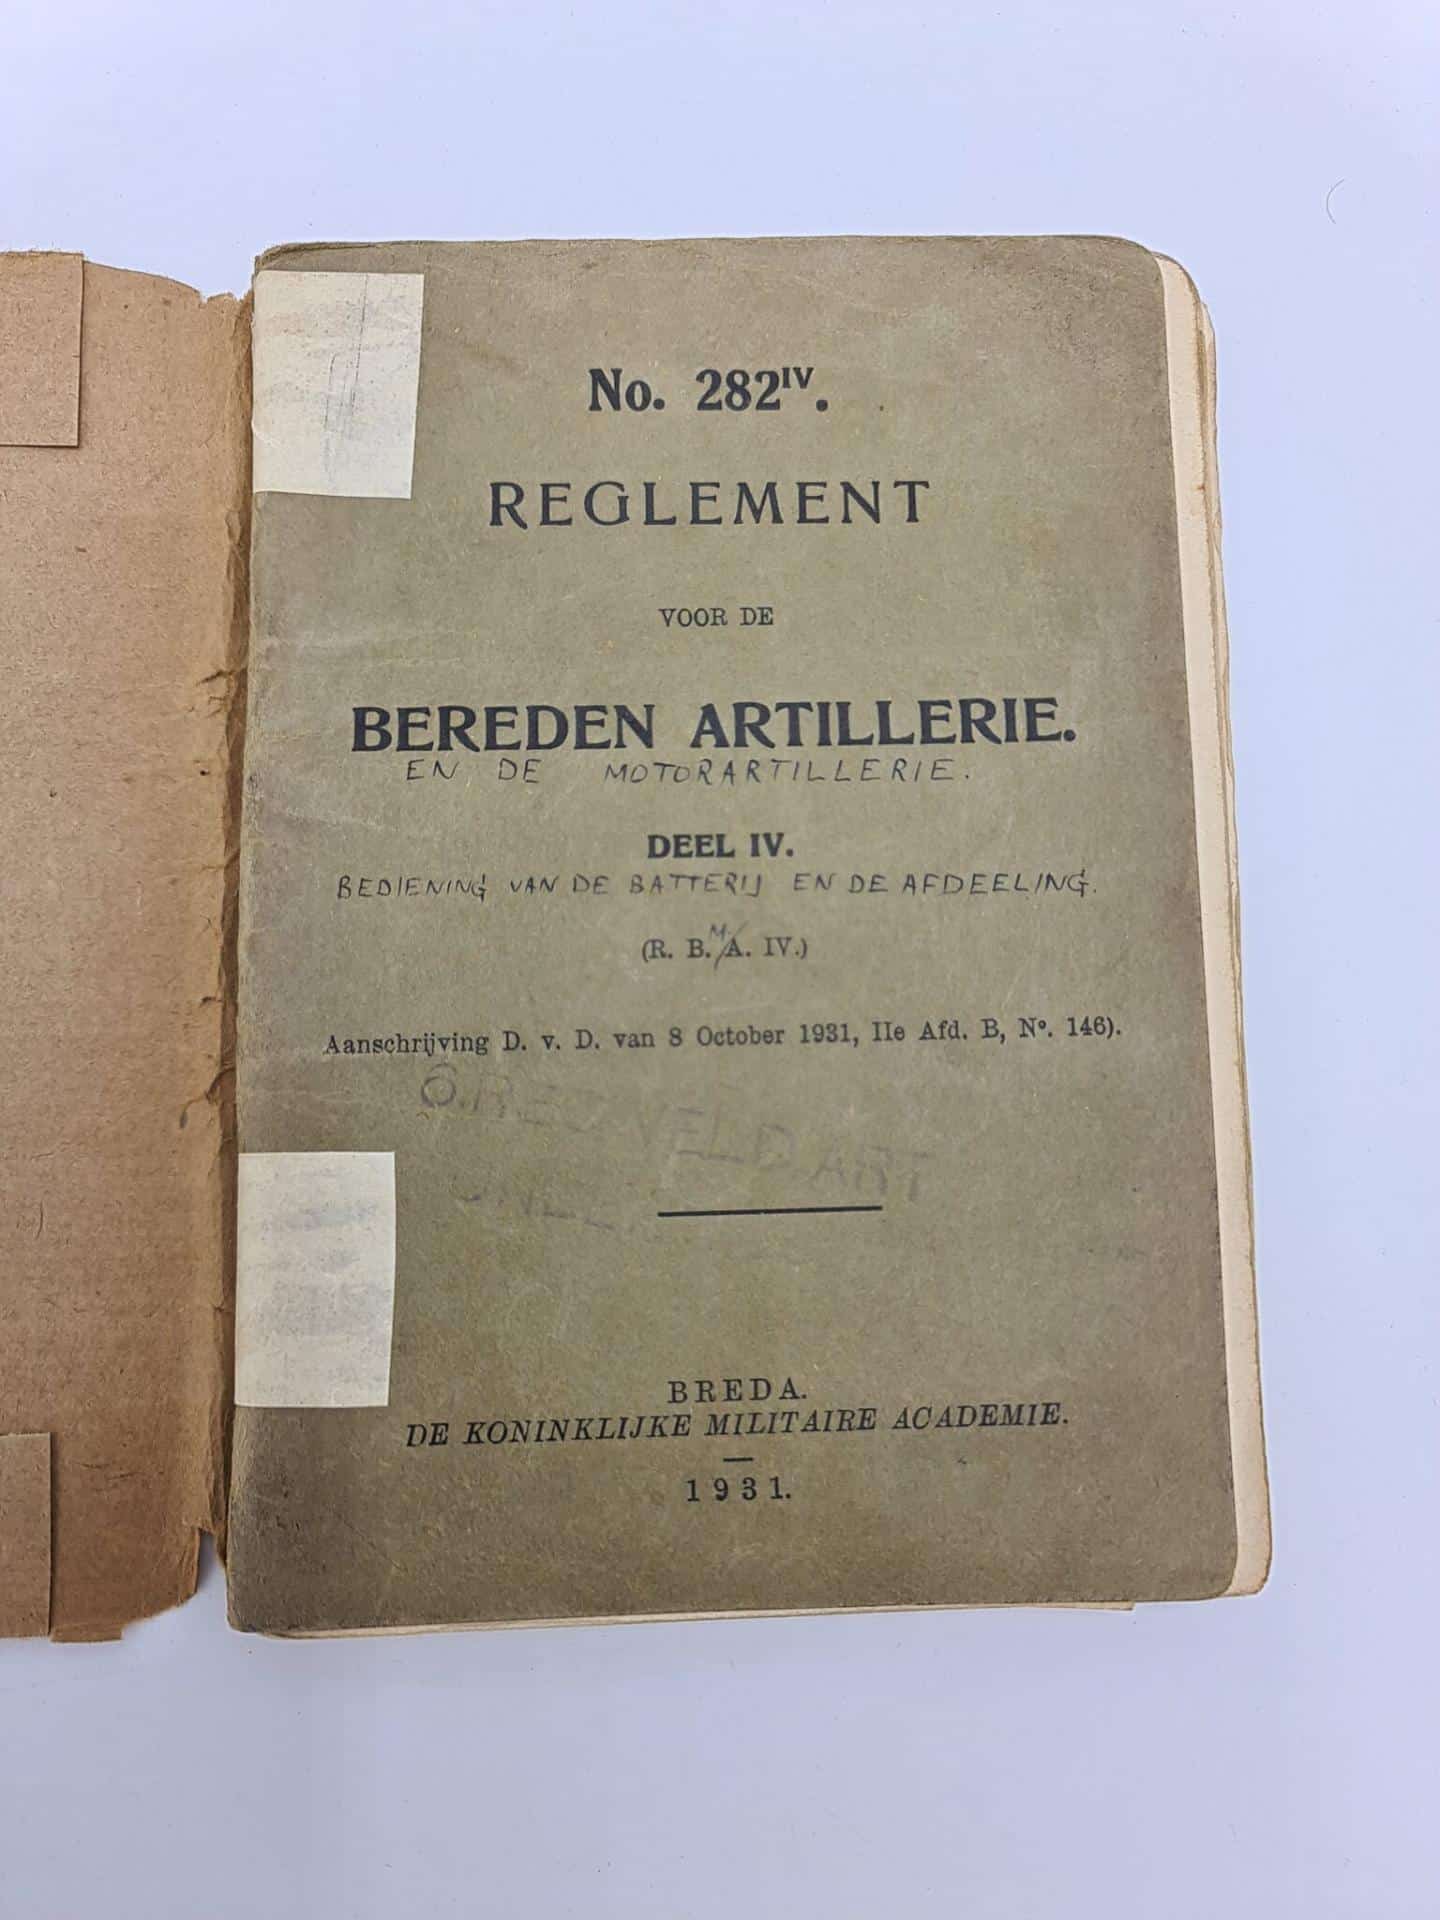 No. 282IV.
REGLEMENT
VOOR DE
BEREDEN ARTILLERIE.
EN DE MOTORARTILLERIE.
DEEL IV.
BEDIENING VAN DE BATTERIJ EN DE AFDEELING.
(R. B. M. A. IV.)
Aanschrijving D. v. D. van 8 October 1931, IIe Afd. B, No. 146).
BREDA.
DE KONINKLIJKE MILITAIRE ACADEMIE.
1931.